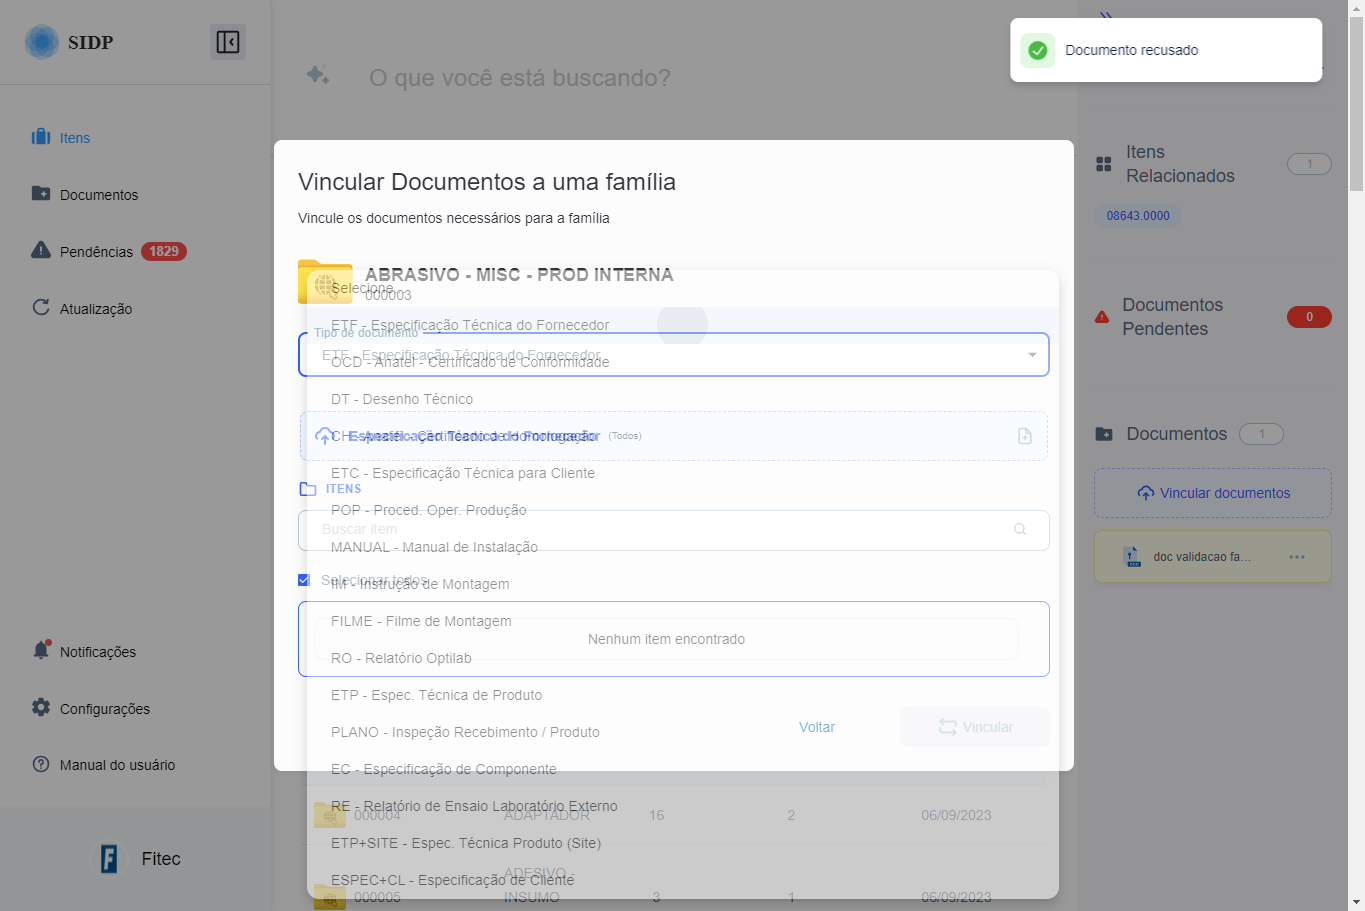 SIDP
O que você está buscando?
Documento recusado
Itens
Documentos
Pendências 1829
Atualização
Notificações
Configurações
Manual do usuário
Fitec
Vincular Documentos a uma família
Vincule os documentos necessários para a família
ABRASIVO - MISC - PROD INTERNA
000003
Selecione...
Tipo de documento
ETF - Especificação Técnica do Fornecedor
ETF - Especificação Técnica do Fornecedor
OCD - Anatel - Certificado de Conformidade
DT - Desenho Técnico
Especificação Técnica do Fornecedor (Todos)
CH - Anatel - Certificado de Homologação
ETC - Especificação Técnica para Cliente
ITENS
POP - Proced. Oper. Produção
Buscar item
MANUAL - Manual de Instalação
Selecionar todos
IM - Instrução de Montagem
FILME - Filme de Montagem
Nenhum item encontrado
RO - Relatório Optilab
ETP - Espec. Técnica de Produto
PLANO - Inspeção Recebimento / Produto
Voltar
Vincular
EC - Especificação de Componente
RE - Relatório de Ensaio Laboratório Externo
000004 ADAPTADOR 16 2 06/09/2023
ETP+SITE - Espec. Técnica Produto (Site)
ESPEC+CL - Especificação de Cliente
000005 ADESIVO - INSUMO 3 1 06/09/2023
Itens Relacionados 1
08643.0000
Documentos Pendentes 0
Documentos 1
Vincular documentos
doc validacao fa...